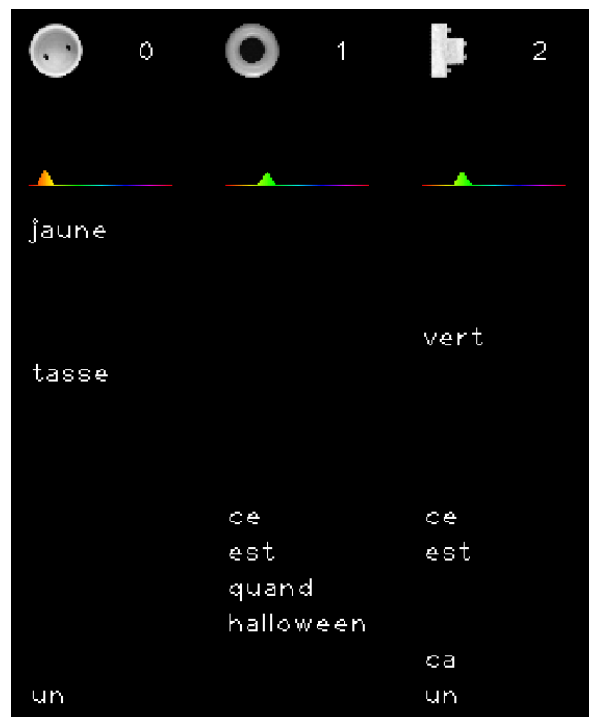 0 1 2
jaune
vert
tasse
ce ce
est est
quand
halloween
ca
un un